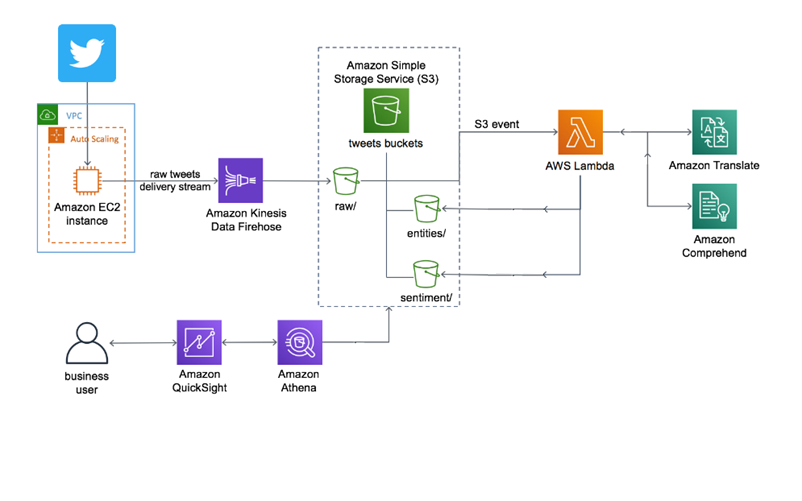 VPC
Auto Scaling
Amazon EC2
instance
raw tweets
delivery stream
Amazon Kinesis
Data Firehose
Amazon Simple
Storage Service (S3)
tweets buckets
raw/
entities/
sentiment/
S3 event
AWS Lambda
Amazon Translate
Amazon
Comprehend
business
user
Amazon
QuickSight
Amazon
Athena